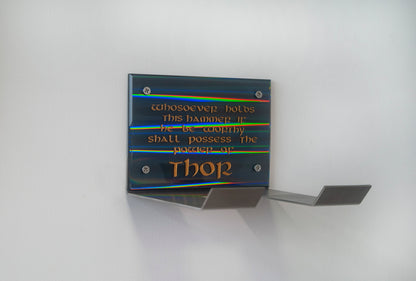 Whosoever holds
this hammer if
he be worthy
shall possess the
power of
Thor